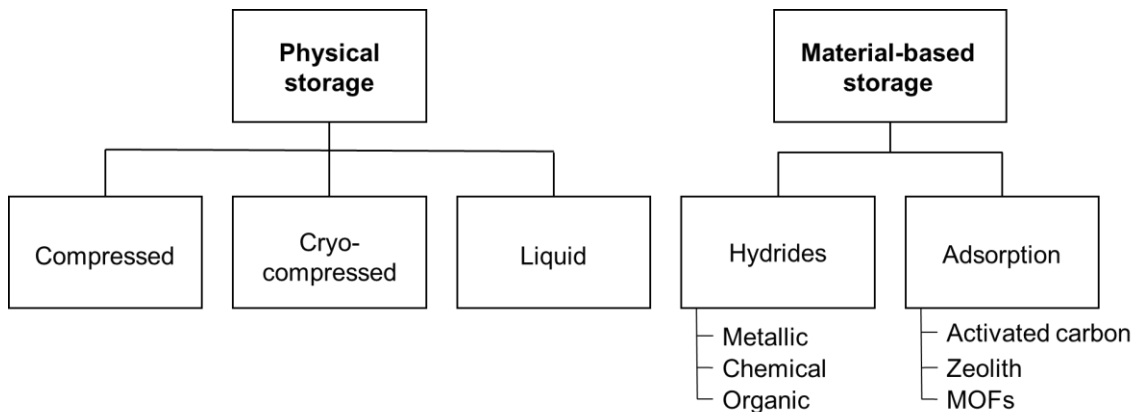 Physical
storage
Material-based
storage
Compressed
Cryo-
compressed
Liquid
Hydrides
Adsorption
Metallic
Chemical
Organic
Activated carbon
Zeolith
MOFs